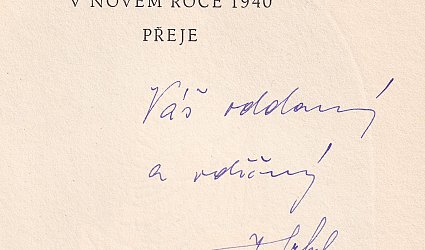 V NOVÉM ROCE 1940
PŘEJE
Váš oddaný
a vděčný